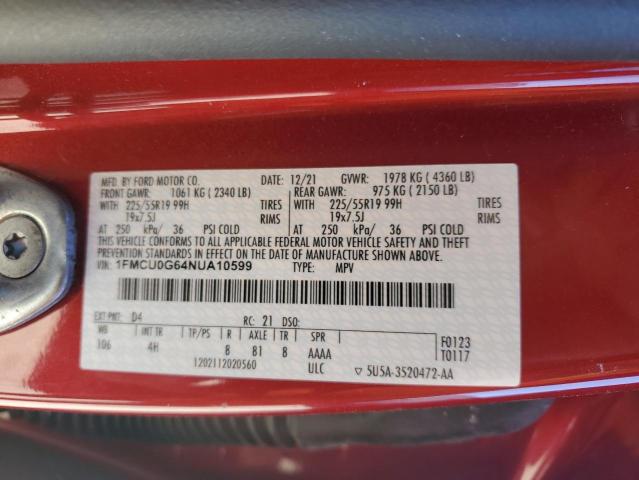 MFD. BY FORD MOTOR CO. DATE: 12/21 GVWR: 1978 KG ( 4360 LB)
FRONT GAWR: 1061 KG ( 2340 LB) REAR GAWR: 975 KG ( 2150 LB)
WITH 225/55R19 99H TIRES WITH 225/55R19 99H TIRES
19x7.5J RIMS 19x7.5J RIMS
AT 250 kPa/ 36 PSI COLD AT 250 kPa/ 36 PSI COLD
THIS VEHICLE CONFORMS TO ALL APPLICABLE FEDERAL MOTOR VEHICLE SAFETY AND THEFT
PREVENTION STANDARDS IN EFFECT ON THE DATE OF MANUFACTURE SHOWN ABOVE.
VIN: 1FMCU0G64NUA10599 TYPE: MPV
EXT PNT: D4 RC: 21 DSO:
WB INT TR TP/PS R AXLE TR SPR F0123
106 4H 8 81 8 AAAA T0117
1202112020560 ULC ▽ 5U5A-3520472-AA